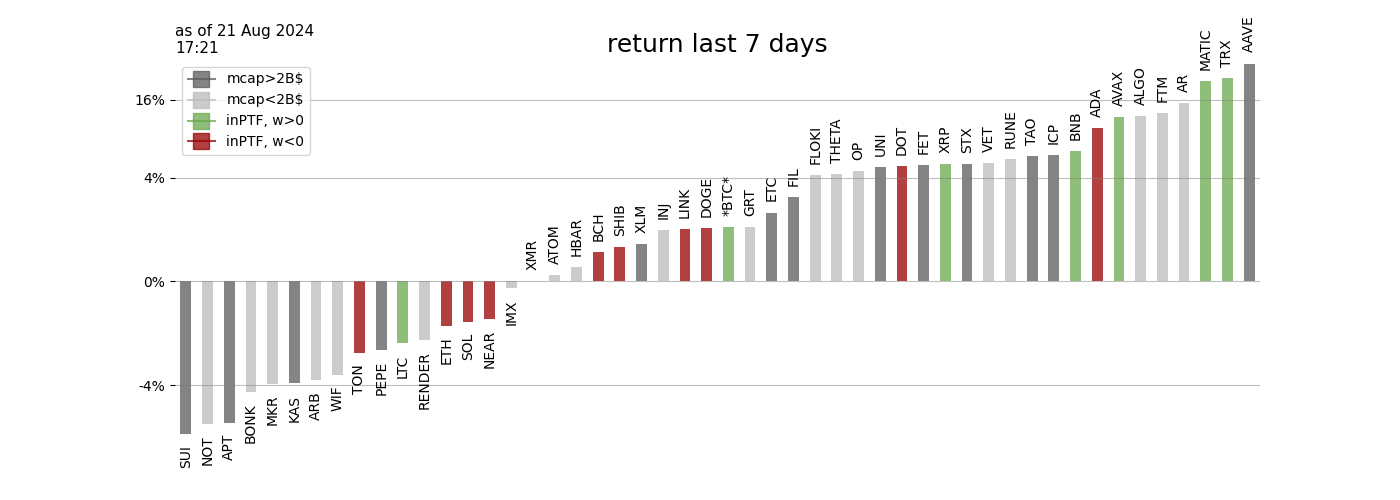 as of 21 Aug 2024
17:21
return last 7 days
mcap>2B$
mcap<2B$
inPTF, w>0
inPTF, w<0
16%
4%
0%
-4%
SUI
NOT
APT
BONK
MKR
KAS
ARB
WIF
TON
PEPE
LTC
RENDER
ETH
SOL
NEAR
IMX
XMR
ATOM
HBAR
BCH
SHIB
XLM
INJ
LINK
DOGE
*BTC*
GRT
ETC
FIL
FLOKI
THETA
OP
UNI
DOT
FET
XRP
STX
VET
RUNE
TAO
ICP
BNB
ADA
AVAX
ALGO
FTM
AR
MATIC
TRX
AAVE